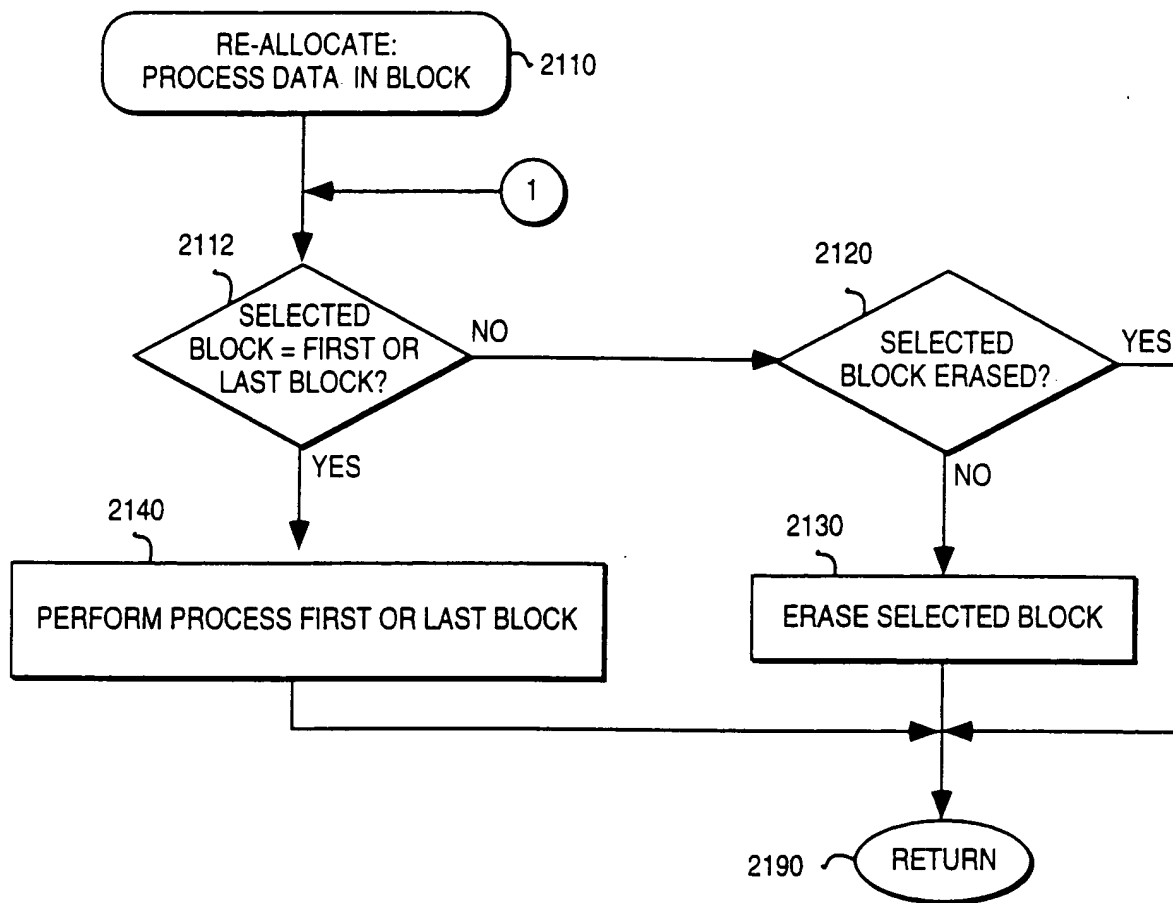 RE-ALLOCATE:
PROCESS DATA IN BLOCK
2110
1
2112
SELECTED
BLOCK = FIRST OR
LAST BLOCK?
NO
YES
2120
SELECTED
BLOCK ERASED?
YES
NO
2140
PERFORM PROCESS FIRST OR LAST BLOCK
2130
ERASE SELECTED BLOCK
2190
RETURN